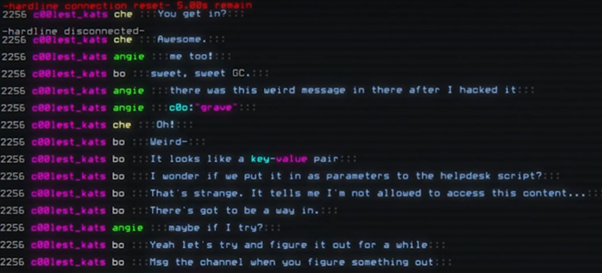 -hardline connection reset- 5.00s remain
2256 c00lest_kats che :::You get in?:::
-hardline disconnected-
2256 c00lest_kats che :::Awesome.:::
2256 c00lest_kats angie :::me too!:::
2256 c00lest_kats bo :::sweet, sweet GC.:::
2256 c00lest_kats angie :::there was this weird message in there after I hacked it:::
2256 c00lest_kats angie :::c0o:"grave":::
2256 c00lest_kats che :::Oh!:::
2256 c00lest_kats bo :::Weird-:::
2256 c00lest_kats bo :::It looks like a key-value pair:::
2256 c00lest_kats bo :::I wonder if we put it in as parameters to the helpdesk script?:::
2256 c00lest_kats bo :::That's strange. It tells me I'm not allowed to access this content...:::
2256 c00lest_kats bo :::There's got to be a way in.:::
2256 c00lest_kats angie :::maybe if I try?:::
2256 c00lest_kats bo :::Yeah let's try and figure it out for a while:::
2256 c00lest_kats bo :::Msg the channel when you figure something out:::